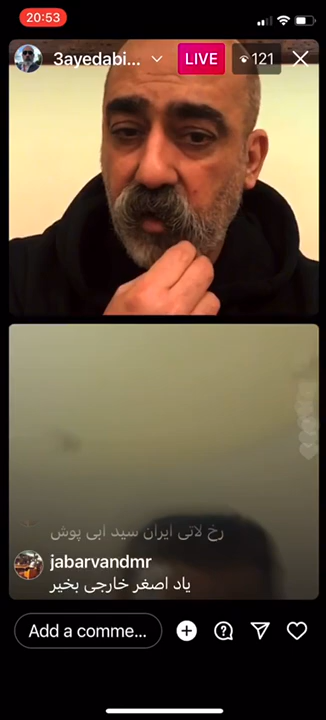 20:53
3ayedabi...
LIVE
121
رخ لاتی ایران سید ابی پوش
jabarvandmr
یاد اصغر خارجی بخیر
Add a comme...